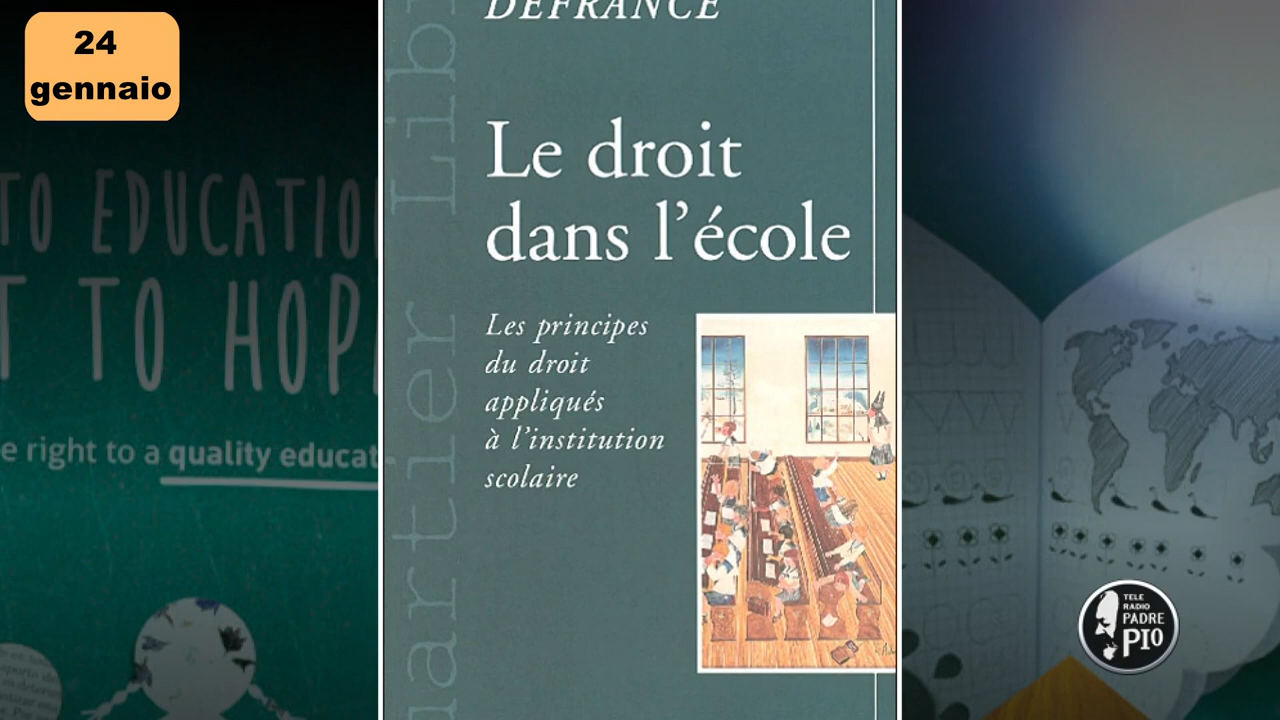 24
gennaio
DEFRANCE
Le droit
dans l'école
Les principes
du droit
appliqués
à l'institution
scolaire
TO EDUCATION
TO HOP
right to a quality educat
TELE
RADIO
PADRE
PIO